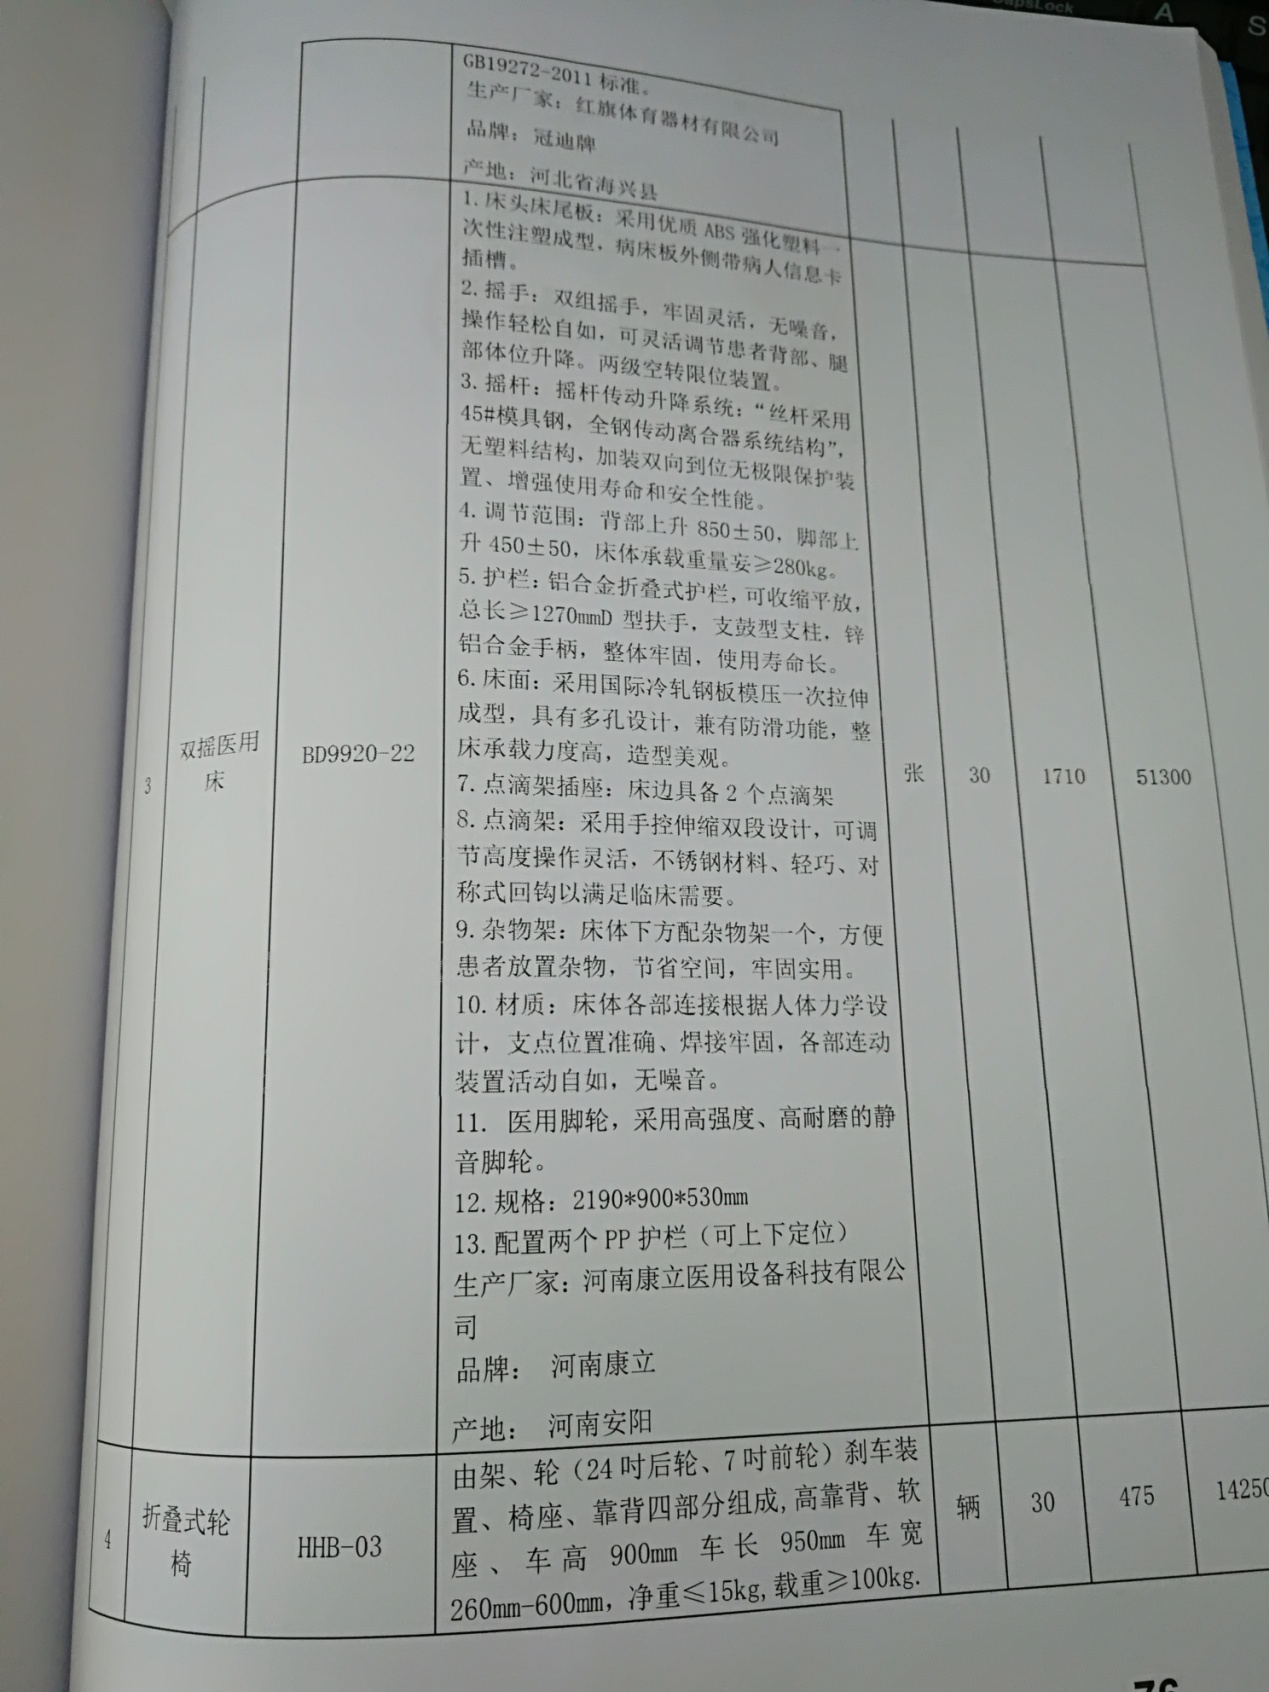 CapsLock
A
S
GB19272-2011 标准。
生产厂家：红旗体育器材有限公司
品牌：冠迪牌
产地：河北省海兴县
3
双摇医用
床
BD9920-22
1.床头床尾板：采用优质 ABS 强化塑料一
次性注塑成型，病床板外侧带病人信息卡
插槽。
2.摇手：双组摇手，牢固灵活，无噪音，
操作轻松自如，可灵活调节患者背部、腿
部体位升降。两级空转限位装置。
3.摇杆：摇杆传动升降系统：“丝杆采用
45#模具钢，全钢传动离合器系统结构”，
无塑料结构，加装双向到位无极限保护装
置、增强使用寿命和安全性能。
4.调节范围：背部上升 850±50，脚部上
升 450±50，床体承载重量妄≥280kg。
5.护栏：铝合金折叠式护栏，可收缩平放，
总长≥1270mmD 型扶手，支鼓型支柱，锌
铝合金手柄，整体牢固，使用寿命长。
6.床面：采用国际冷轧钢板模压一次拉伸
成型，具有多孔设计，兼有防滑功能，整
床承载力度高，造型美观。
7.点滴架插座：床边具备 2 个点滴架
8.点滴架：采用手控伸缩双段设计，可调
节高度操作灵活，不锈钢材料、轻巧、对
称式回钩以满足临床需要。
9.杂物架：床体下方配杂物架一个，方便
患者放置杂物，节省空间，牢固实用。
10.材质：床体各部连接根据人体力学设
计，支点位置准确、焊接牢固，各部连动
装置活动自如，无噪音。
11. 医用脚轮，采用高强度、高耐磨的静
音脚轮。
12.规格：2190*900*530mm
13.配置两个 PP 护栏（可上下定位）
生产厂家：河南康立医用设备科技有限公
司
品牌： 河南康立
产地： 河南安阳
张
30
1710
51300
4
折叠式轮
椅
HHB-03
由架、轮（24 吋后轮、7 吋前轮）刹车装
置、椅座、靠背四部分组成,高靠背、软
座、车高 900mm 车长 950mm 车宽
260mm-600mm，净重≤15kg,载重≥100kg.
辆
30
475
14250
76